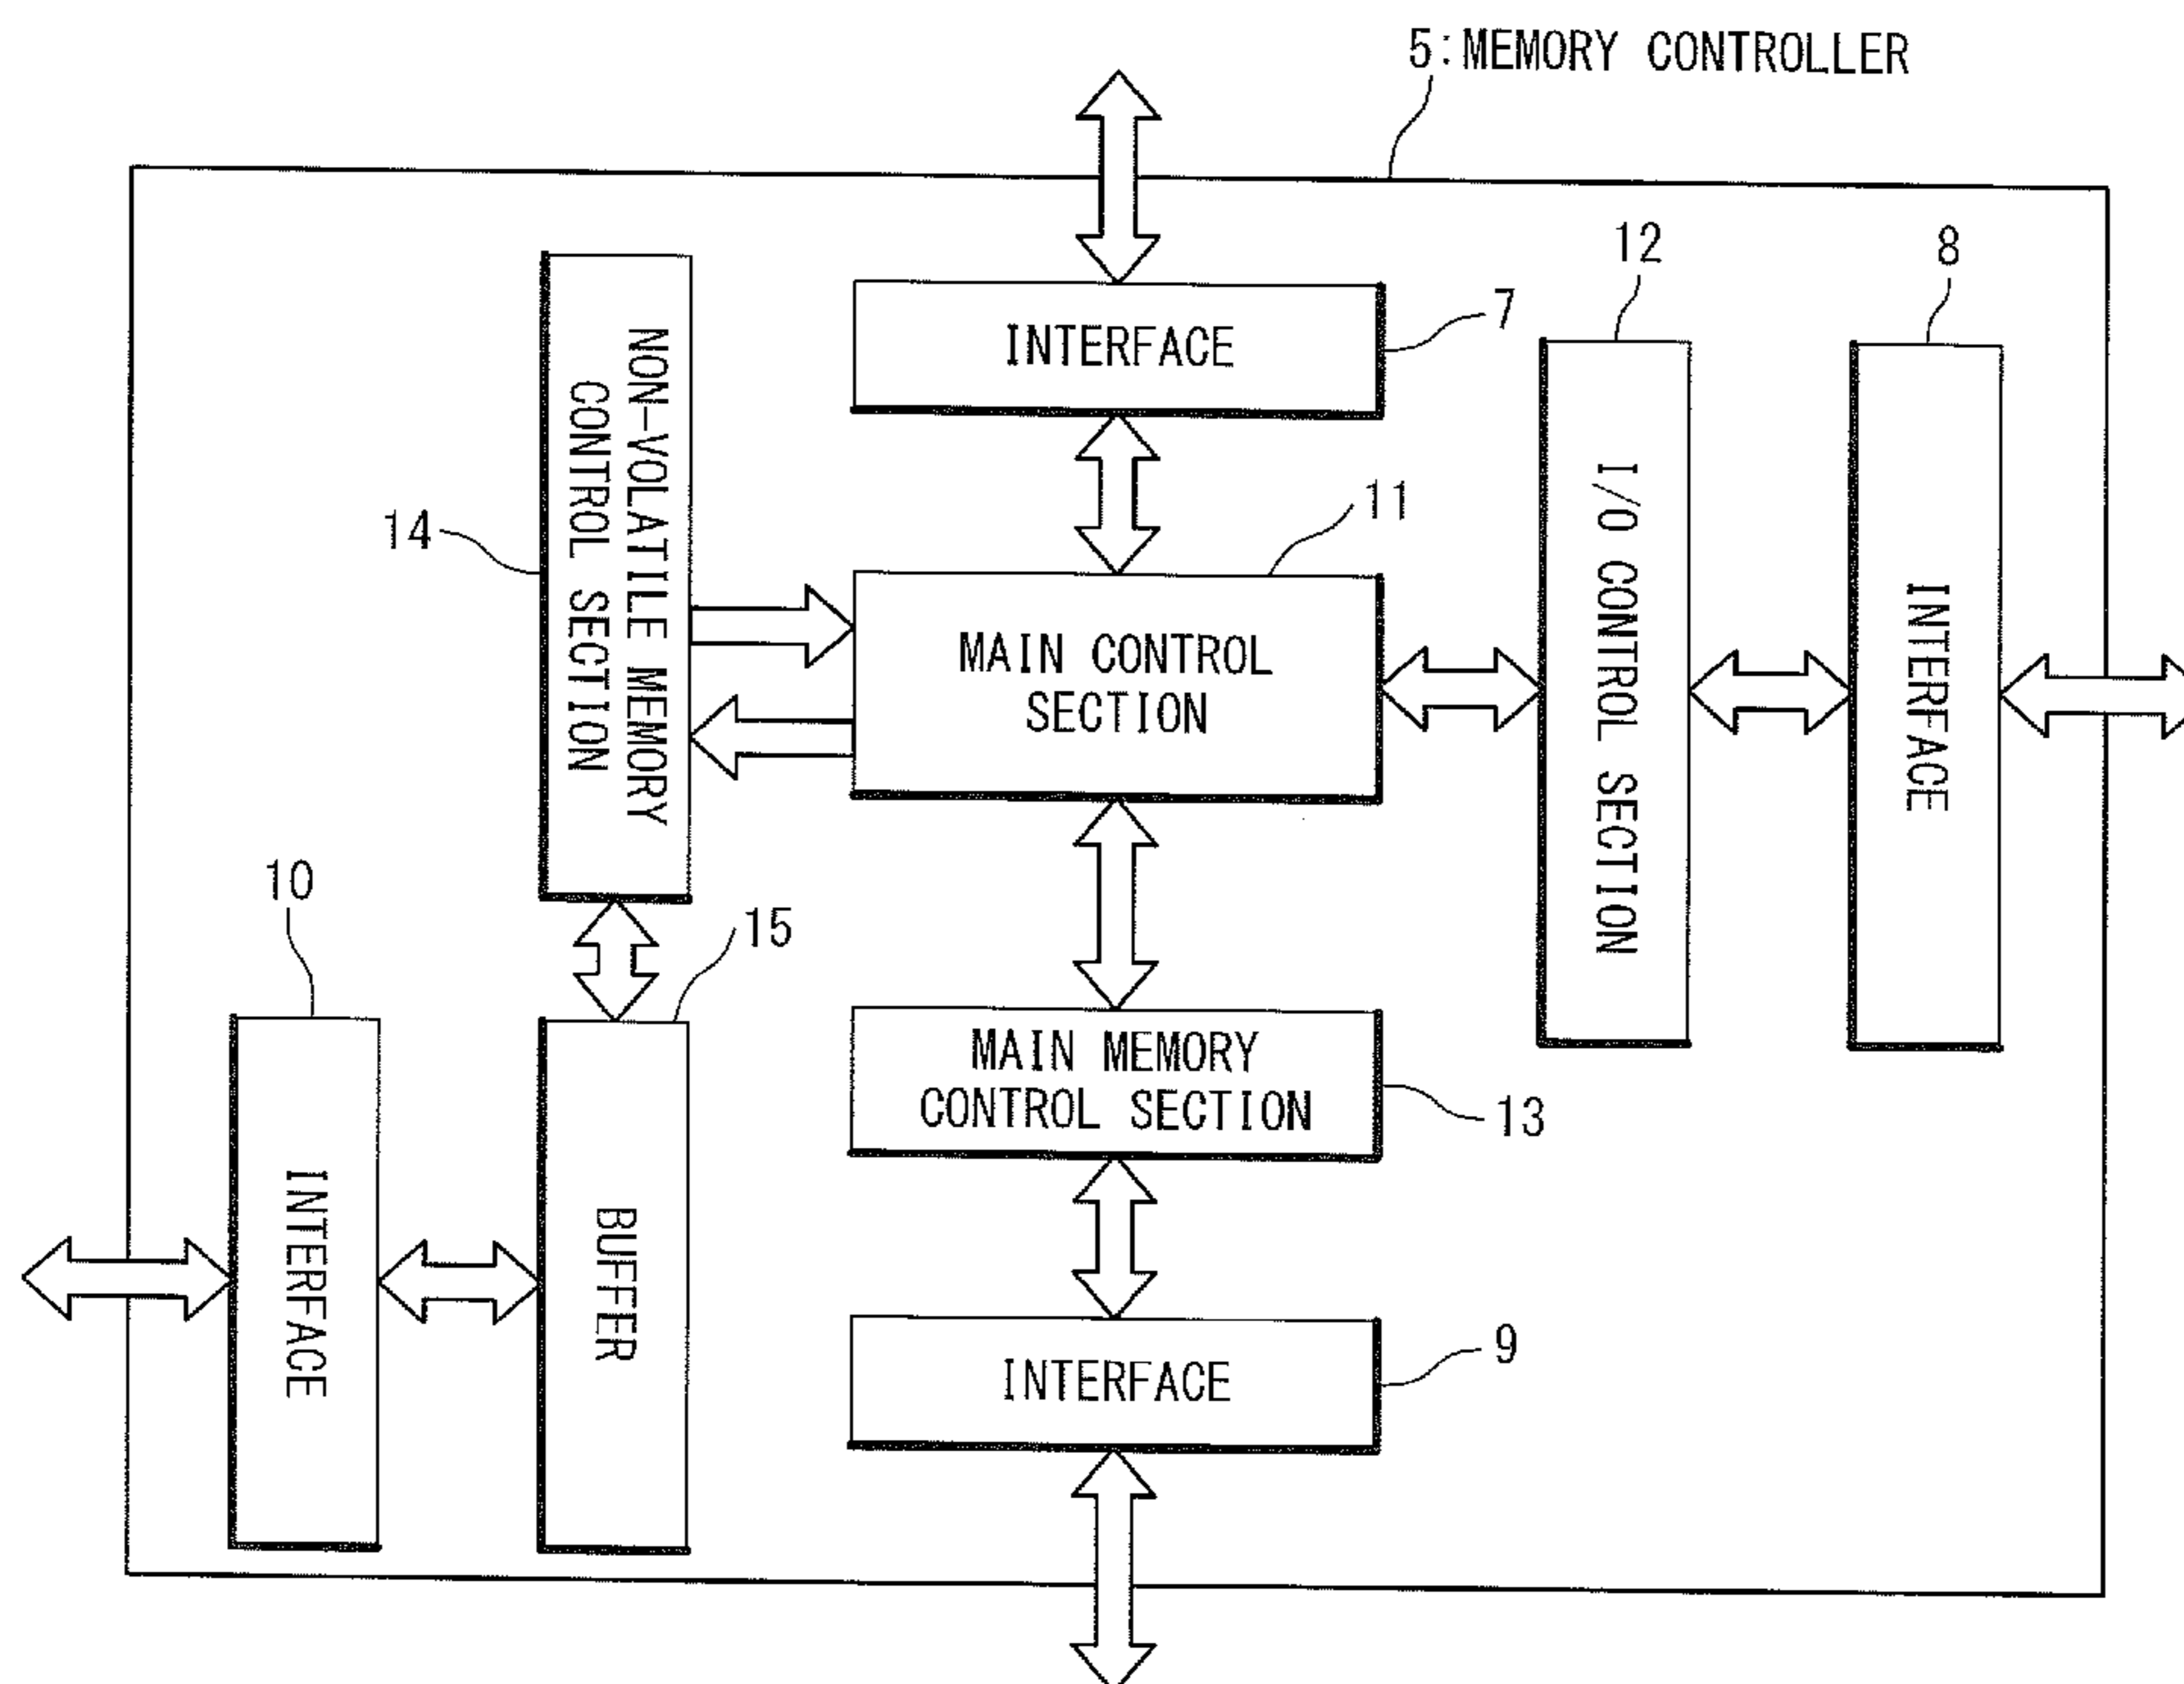 5:MEMORY CONTROLLER
12
8
7
INTERFACE
NON-VOLATILE MEMORY
CONTROL SECTION
14
11
I/O CONTROL SECTION
INTERFACE
MAIN CONTROL
SECTION
10
15
MAIN MEMORY
CONTROL SECTION
13
INTERFACE
BUFFER
INTERFACE
9